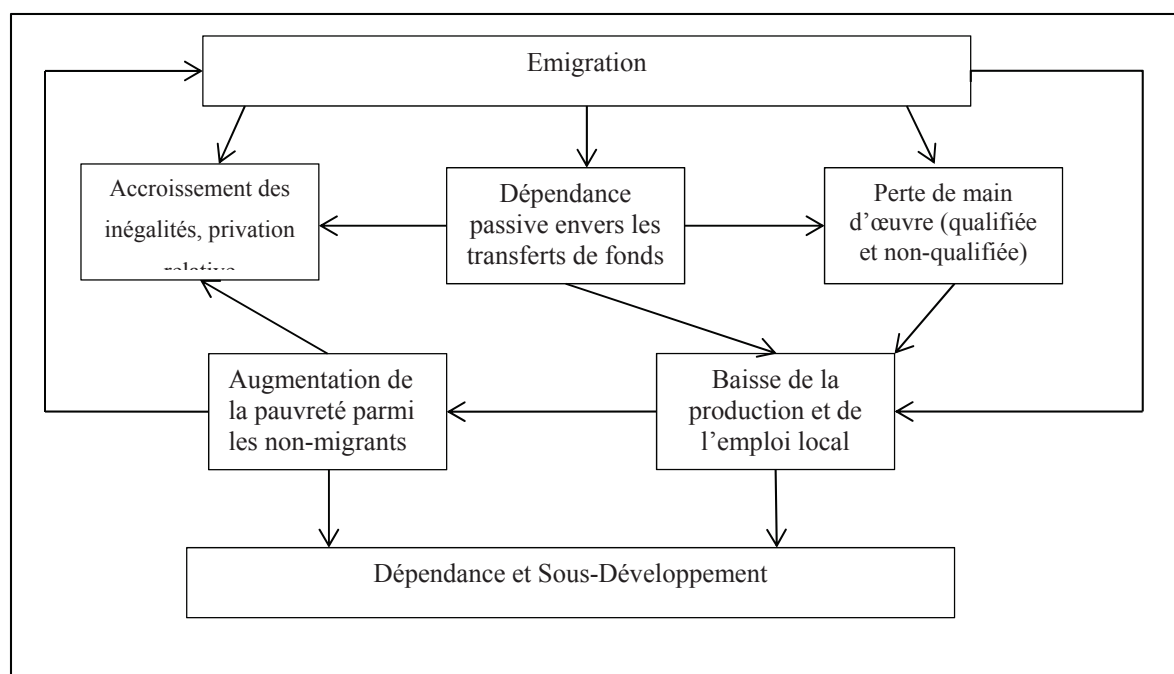 Emigration
Accroissement des
inégalités, privation
relative
Dépendance
passive envers les
transferts de fonds
Perte de main
d’œuvre (qualifiée
et non-qualifiée)
Augmentation de
la pauvreté parmi
les non-migrants
Baisse de la
production et de
l’emploi local
Dépendance et Sous-Développement